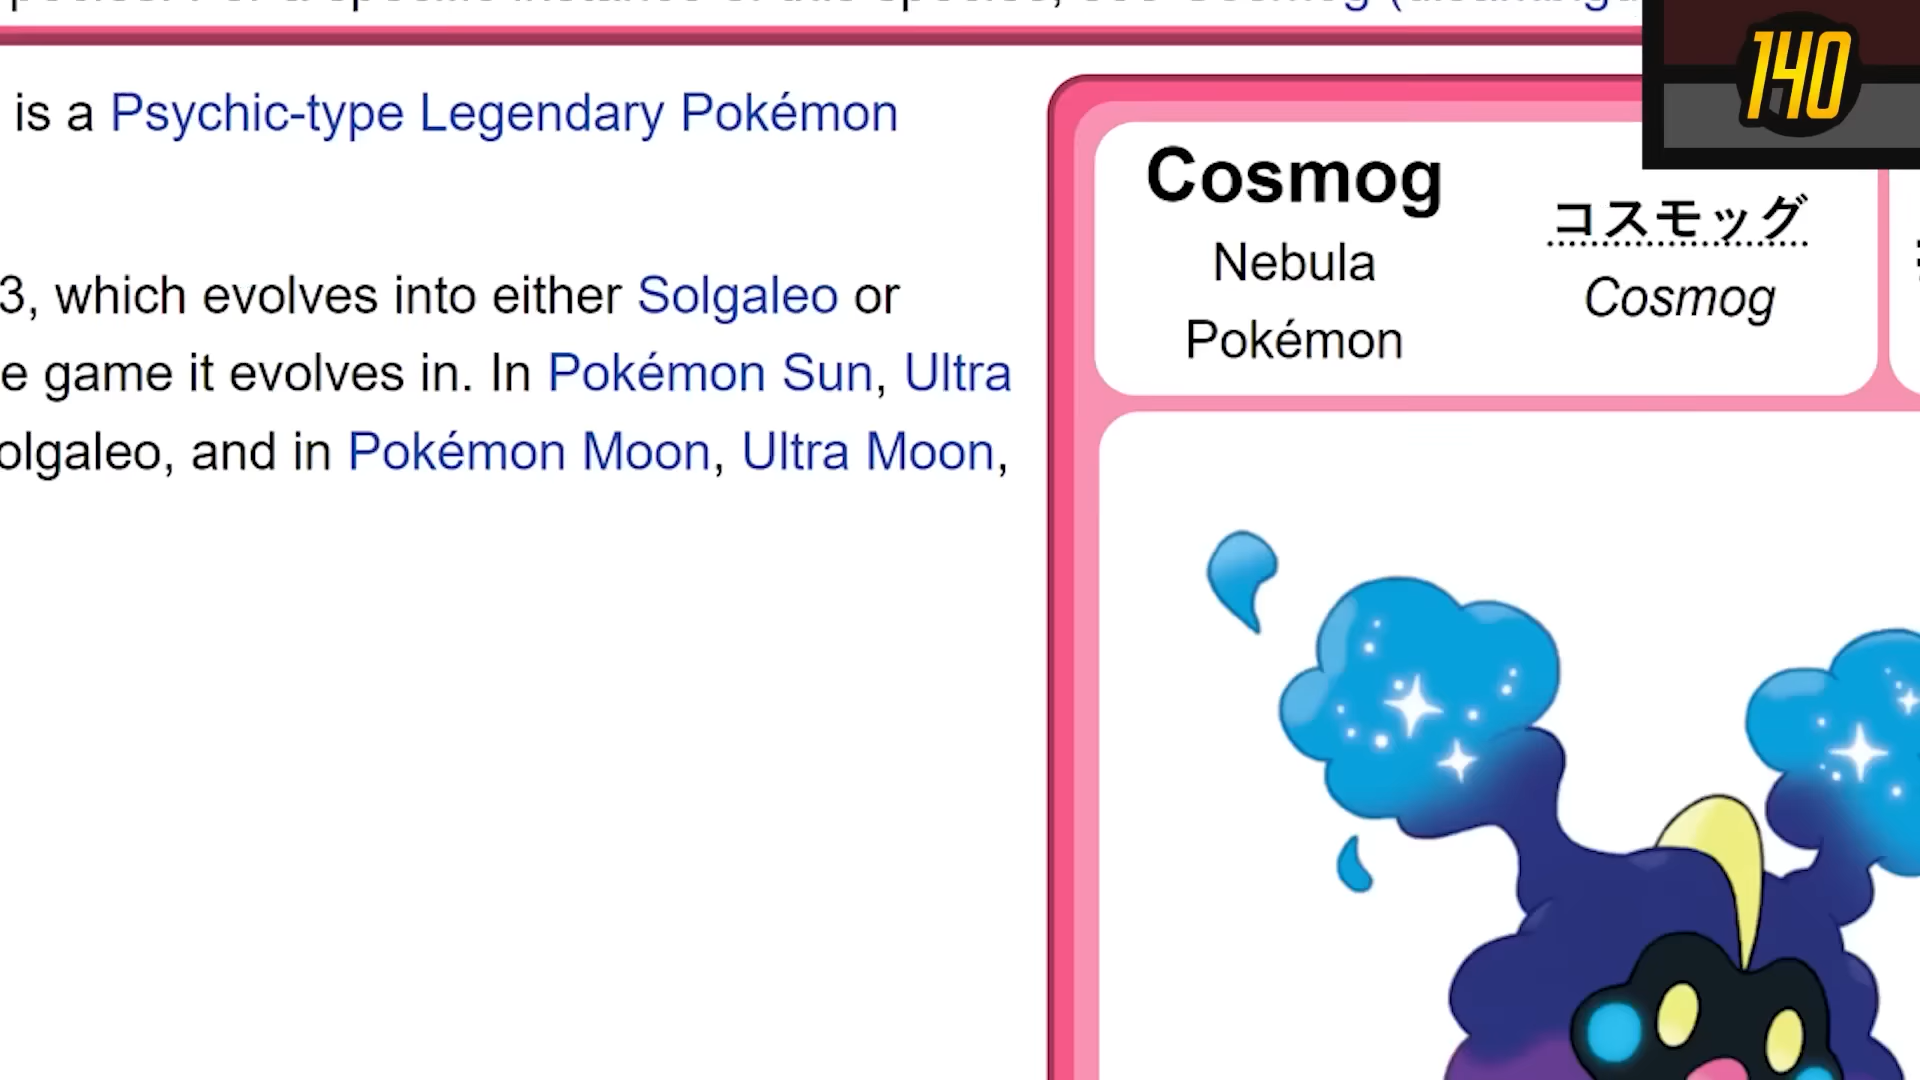 is a Psychic-type Legendary Pokémon
3, which evolves into either Solgaleo or
e game it evolves in. In Pokémon Sun, Ultra
olgaleo, and in Pokémon Moon, Ultra Moon,
Cosmog
Nebula
Pokémon
コスモッグ
Cosmog
140